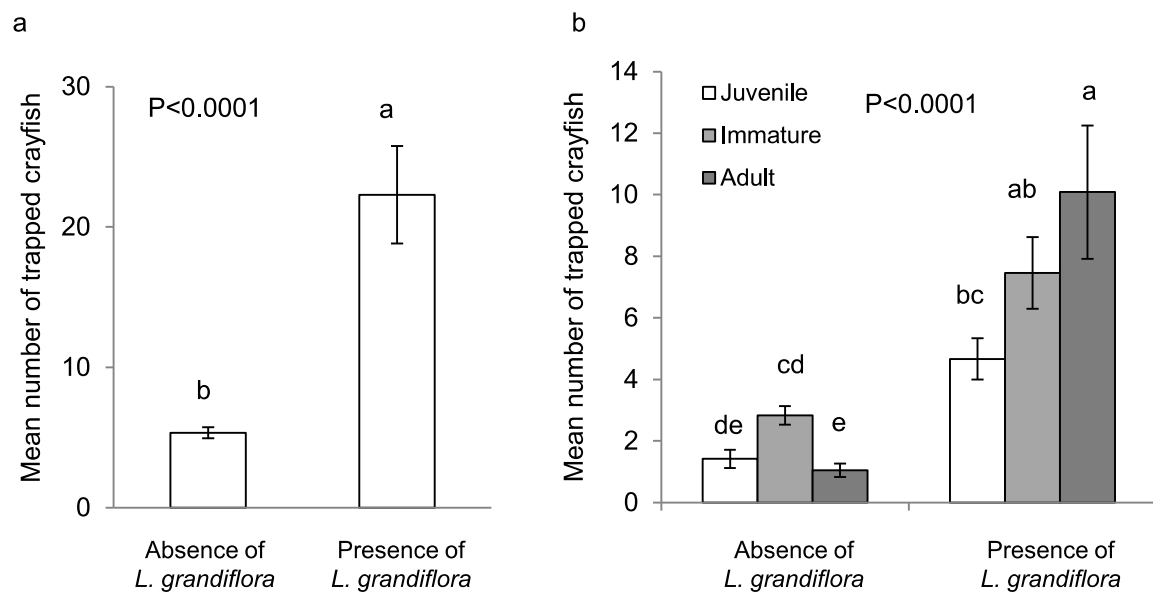 a
Mean number of trapped crayfish
30
20
10
0
P<0.0001
b
a
Absence of
L. grandiflora
Presence of
L. grandiflora
b
Mean number of trapped crayfish
14
12
10
8
6
4
2
0
Juvenile
Immature
Adult
P<0.0001
de
cd
e
bc
ab
a
Absence of
L. grandiflora
Presence of
L. grandiflora